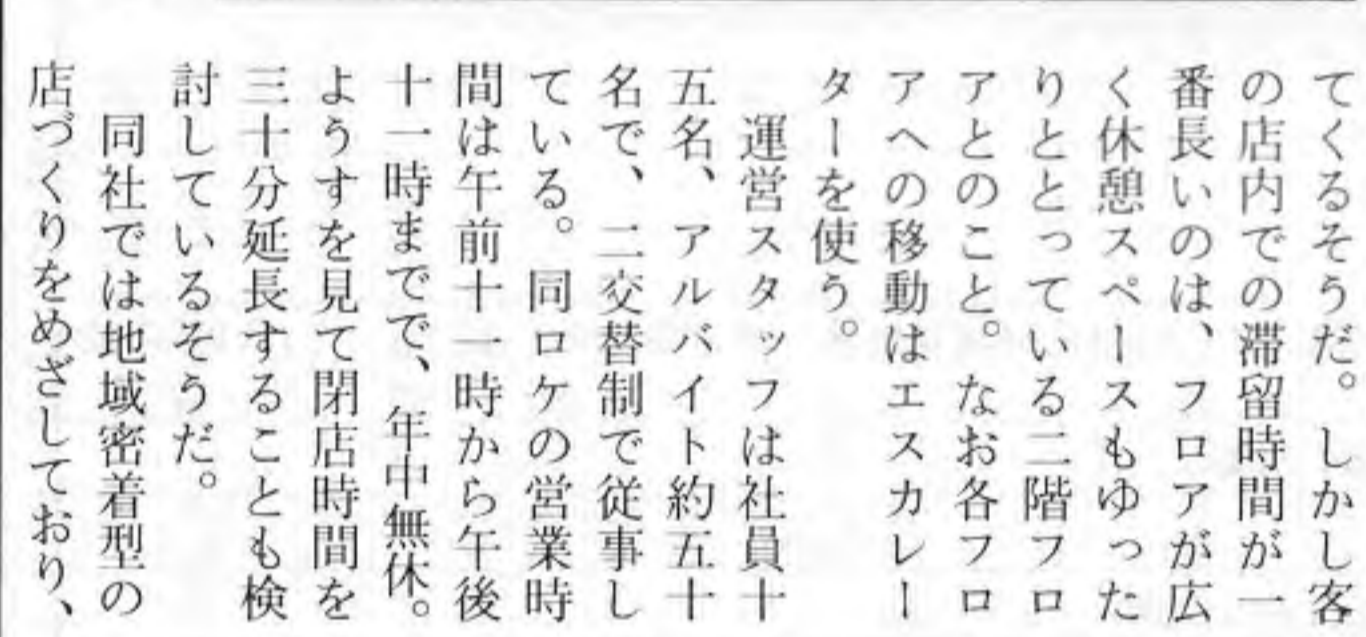 てくるそうだ。しかし客
の店内での滞留時間が一
番長いのは、フロアが広
く休憩スペースもゆった
りととっている二階フロ
アとのこと。なお各フロ
アへの移動はエスカレー
ターを使う。
運営スタッフは社員十
五名、アルバイト約五十
名で、二交替制で従事し
ている。同ロケの営業時
間は午前十一時から午後
十一時までで、年中無休。
ようすを見て閉店時間を
三十分延長することも検
討しているそうだ。
同社では地域密着型の
店づくりをめざしており、